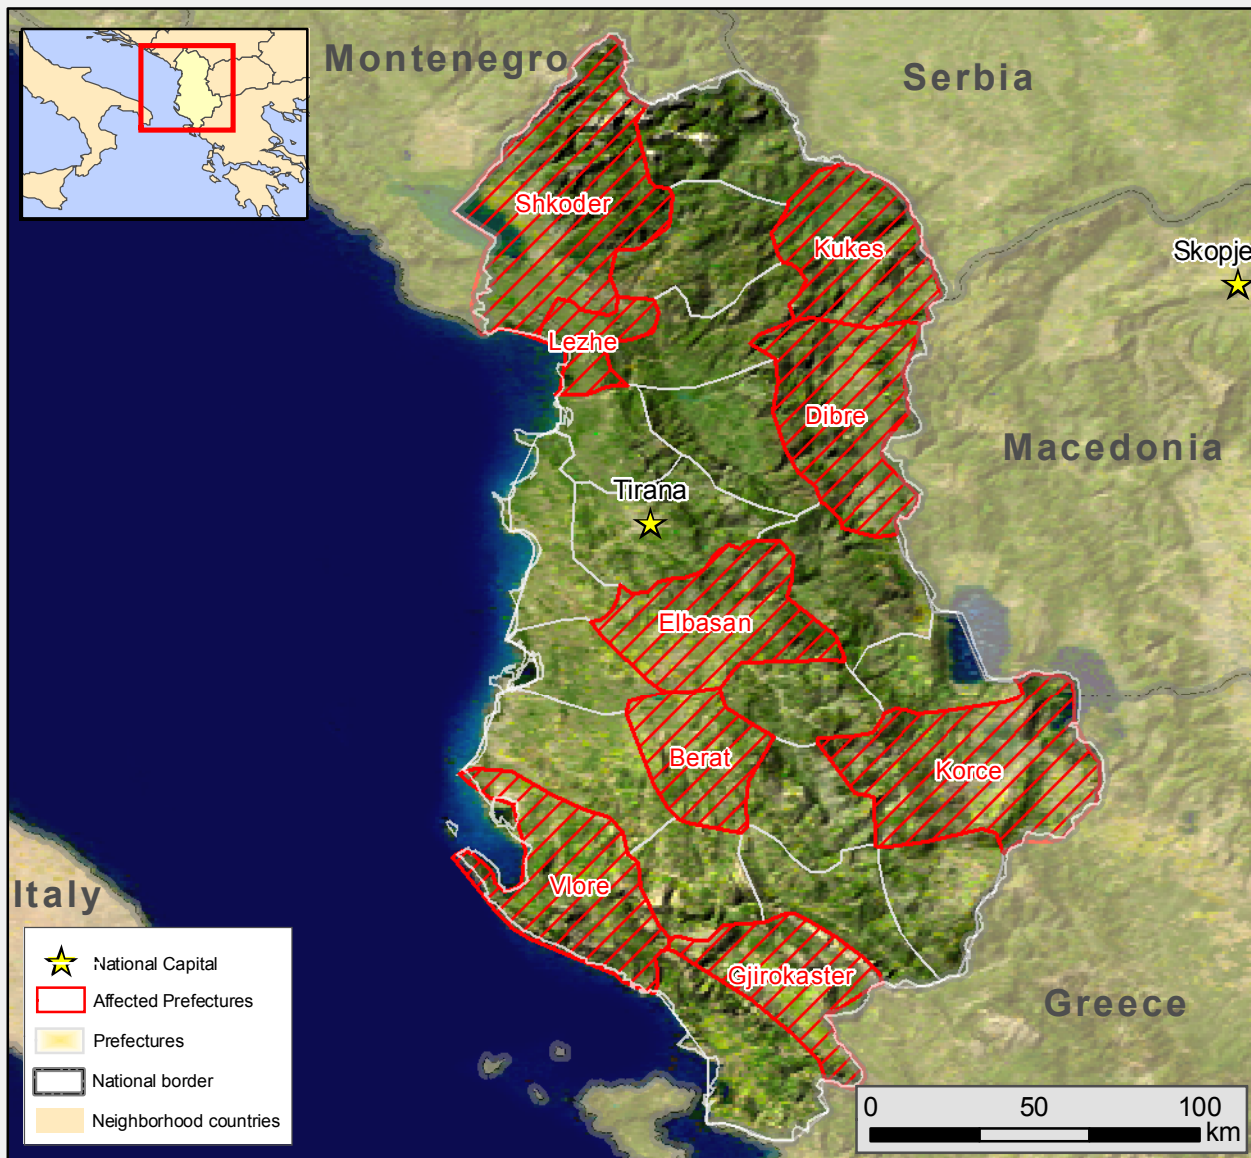 Montenegro
Serbia
Shkoder
Kukes
Skopje
Lezhe
Dibre
Macedonia
Tirana
Elbasan
Berat
Korce
Italy
Vlore
Gjirokaster
Greece
National Capital
Affected Prefectures
Prefectures
National border
Neighborhood countries
0 50 100
km